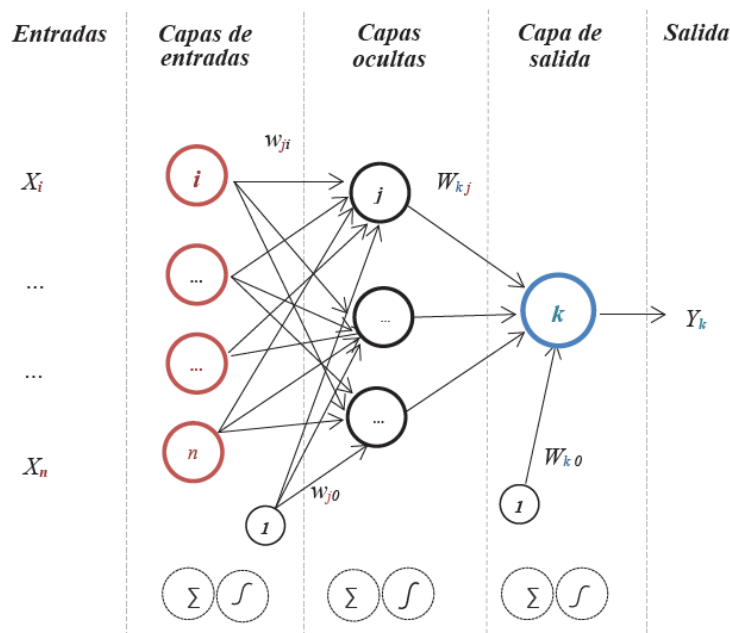 Entradas
Capas de
entradas
Capas
ocultas
Capa de
salida
Salida
w_ji
X_i
i
j
W_kj
...
...
...
k
Y_k
...
...
...
X_n
n
w_j0
W_k0
1
1
Σ ∫
Σ ∫
Σ ∫